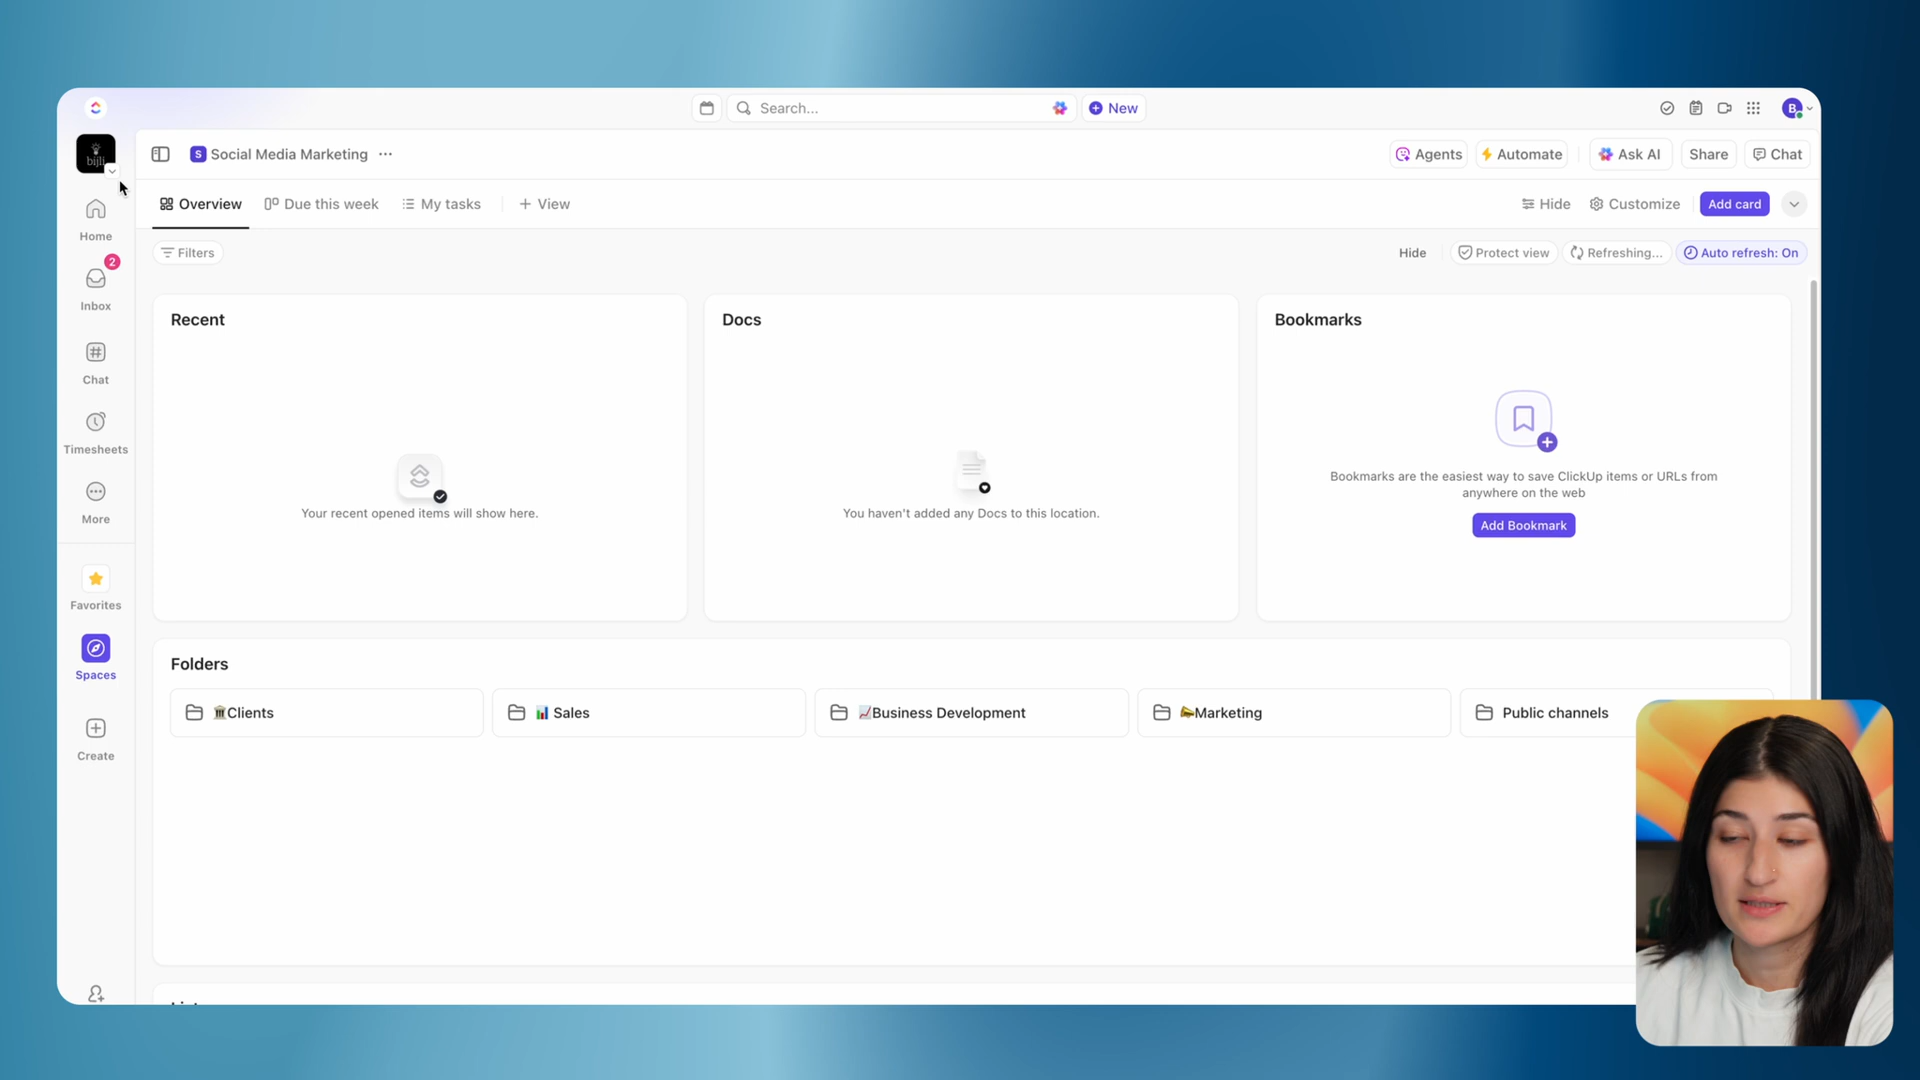 Search...
New
B
bijli
S Social Media Marketing
Agents
Automate
Ask AI
Share
Chat
Overview
Due this week
My tasks
+ View
Hide
Customize
Add card
Filters
Hide
Protect view
Refreshing...
Auto refresh: On
Home
2
Inbox
Chat
Timesheets
More
Favorites
Spaces
Create
Recent
Your recent opened items will show here.
Docs
You haven't added any Docs to this location.
Bookmarks
Bookmarks are the easiest way to save ClickUp items or URLs from
anywhere on the web
Add Bookmark
Folders
🏛️Clients
📊 Sales
📈Business Development
📣Marketing
Public channels